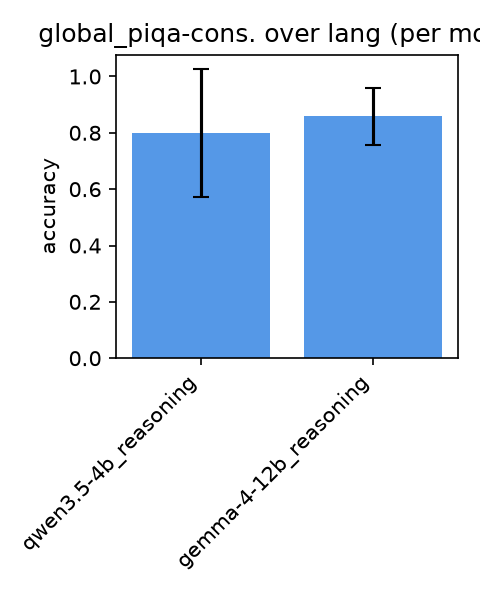 global_piqa-cons. over lang (per mo
1.0
0.8
0.6
0.4
0.2
0.0
accuracy
qwen3.5-4b_reasoning
gemma-4-12b_reasoning